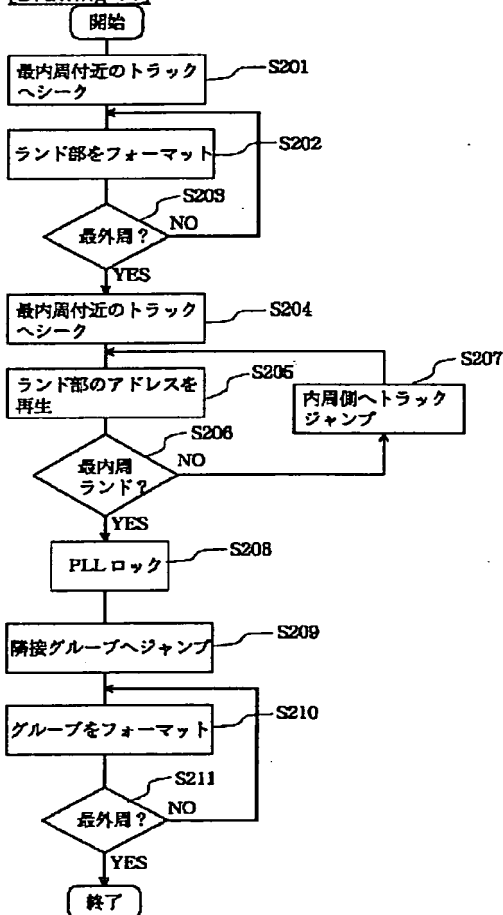 開始
最内周付近のトラック
へシーク
S201
ランド部をフォーマット
S202
S203
最外周?
NO
YES
最内周付近のトラック
へシーク
S204
S207
ランド部のアドレスを
再生
S205
内周側へトラック
ジャンプ
S206
最内周
ランド?
NO
YES
PLLロック
S208
隣接グルーブへジャンプ
S209
グルーブをフォーマット
S210
S211
最外周?
NO
YES
終了